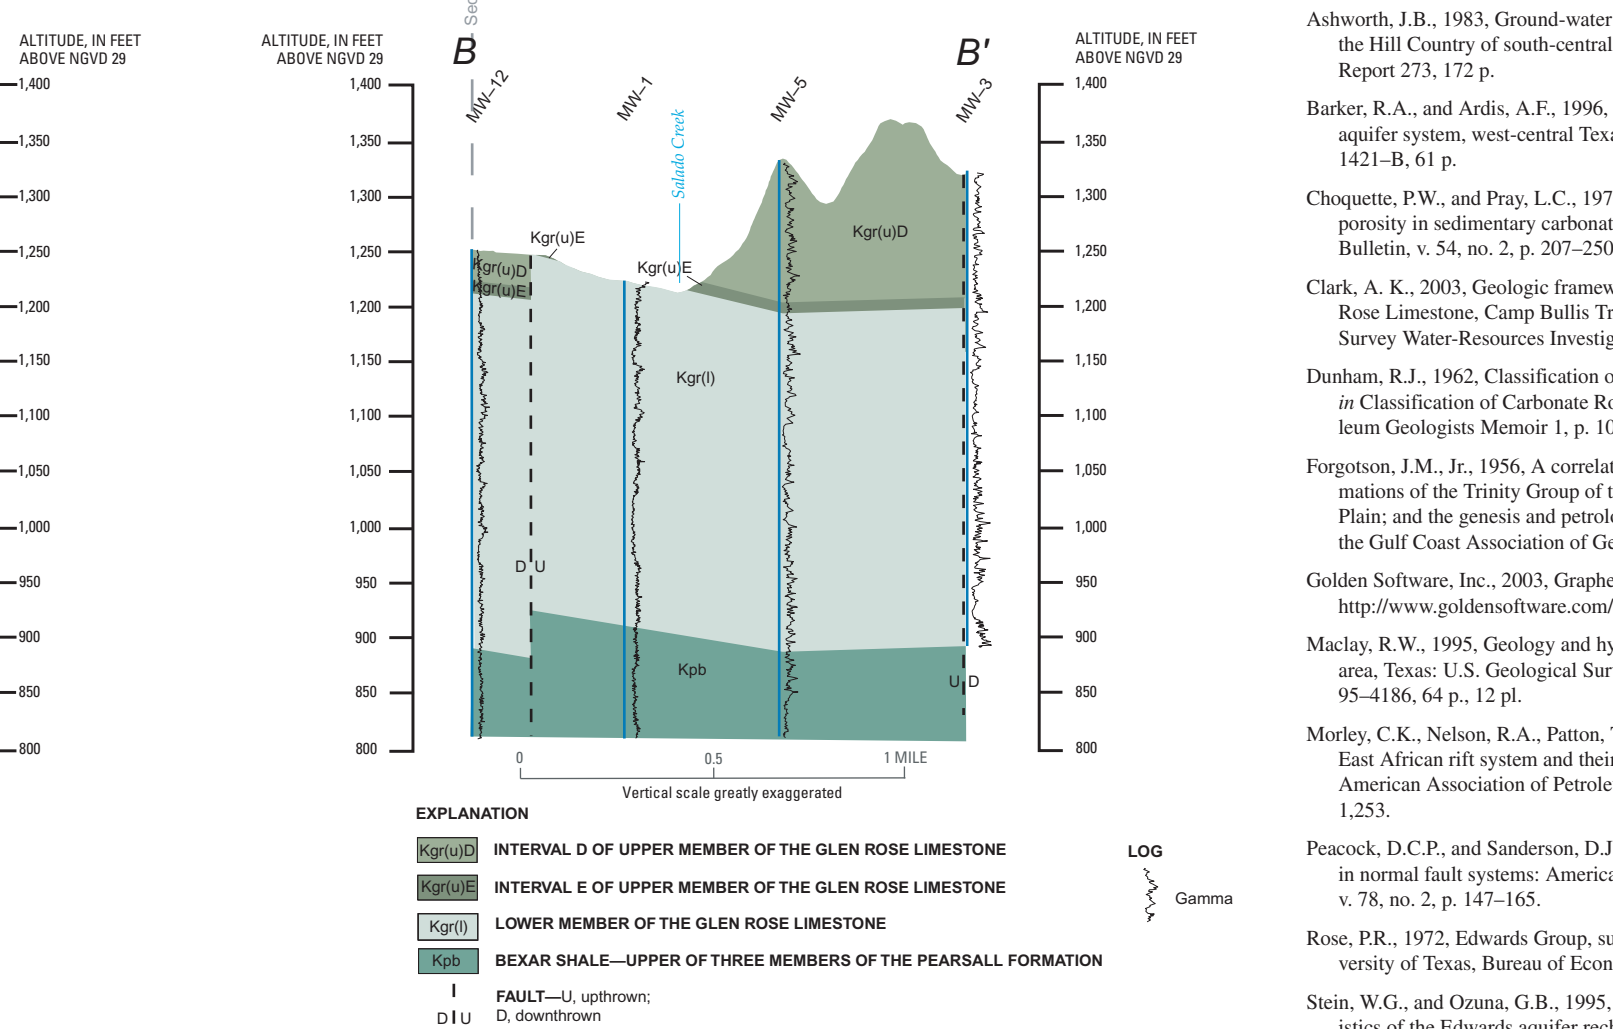 Sec
ALTITUDE, IN FEET
ABOVE NGVD 29
1,400
1,350
1,300
1,250
1,200
1,150
1,100
1,050
1,000
950
900
850
800
ALTITUDE, IN FEET
ABOVE NGVD 29
1,400
1,350
1,300
1,250
1,200
1,150
1,100
1,050
1,000
950
900
850
800
B
B'
MW–12
MW–1
MW–5
MW–3
Salado Creek
Kgr(u)E
Kgr(u)D
Kgr(u)E
Kgr(u)E
Kgr(u)D
Kgr(l)
D U
Kpb
U D
ALTITUDE, IN FEET
ABOVE NGVD 29
1,400
1,350
1,300
1,250
1,200
1,150
1,100
1,050
1,000
950
900
850
800
0 0.5 1 MILE
Vertical scale greatly exaggerated
EXPLANATION
Kgr(u)D INTERVAL D OF UPPER MEMBER OF THE GLEN ROSE LIMESTONE
Kgr(u)E INTERVAL E OF UPPER MEMBER OF THE GLEN ROSE LIMESTONE
Kgr(l) LOWER MEMBER OF THE GLEN ROSE LIMESTONE
Kpb BEXAR SHALE—UPPER OF THREE MEMBERS OF THE PEARSALL FORMATION
FAULT—U, upthrown;
D U D, downthrown
LOG
Gamma
Ashworth, J.B., 1983, Ground-water
the Hill Country of south-central
Report 273, 172 p.
Barker, R.A., and Ardis, A.F., 1996,
aquifer system, west-central Texa
1421–B, 61 p.
Choquette, P.W., and Pray, L.C., 197
porosity in sedimentary carbonat
Bulletin, v. 54, no. 2, p. 207–250
Clark, A. K., 2003, Geologic framew
Rose Limestone, Camp Bullis Tr
Survey Water-Resources Investig
Dunham, R.J., 1962, Classification o
in Classification of Carbonate Ro
leum Geologists Memoir 1, p. 10
Forgotson, J.M., Jr., 1956, A correlat
mations of the Trinity Group of t
Plain; and the genesis and petrolo
the Gulf Coast Association of Ge
Golden Software, Inc., 2003, Graphe
http://www.goldensoftware.com/
Maclay, R.W., 1995, Geology and hy
area, Texas: U.S. Geological Surv
95–4186, 64 p., 12 pl.
Morley, C.K., Nelson, R.A., Patton, T
East African rift system and their
American Association of Petrole
1,253.
Peacock, D.C.P., and Sanderson, D.J
in normal fault systems: America
v. 78, no. 2, p. 147–165.
Rose, P.R., 1972, Edwards Group, su
versity of Texas, Bureau of Econ
Stein, W.G., and Ozuna, G.B., 1995,
istics of the Edwards aquifer rech